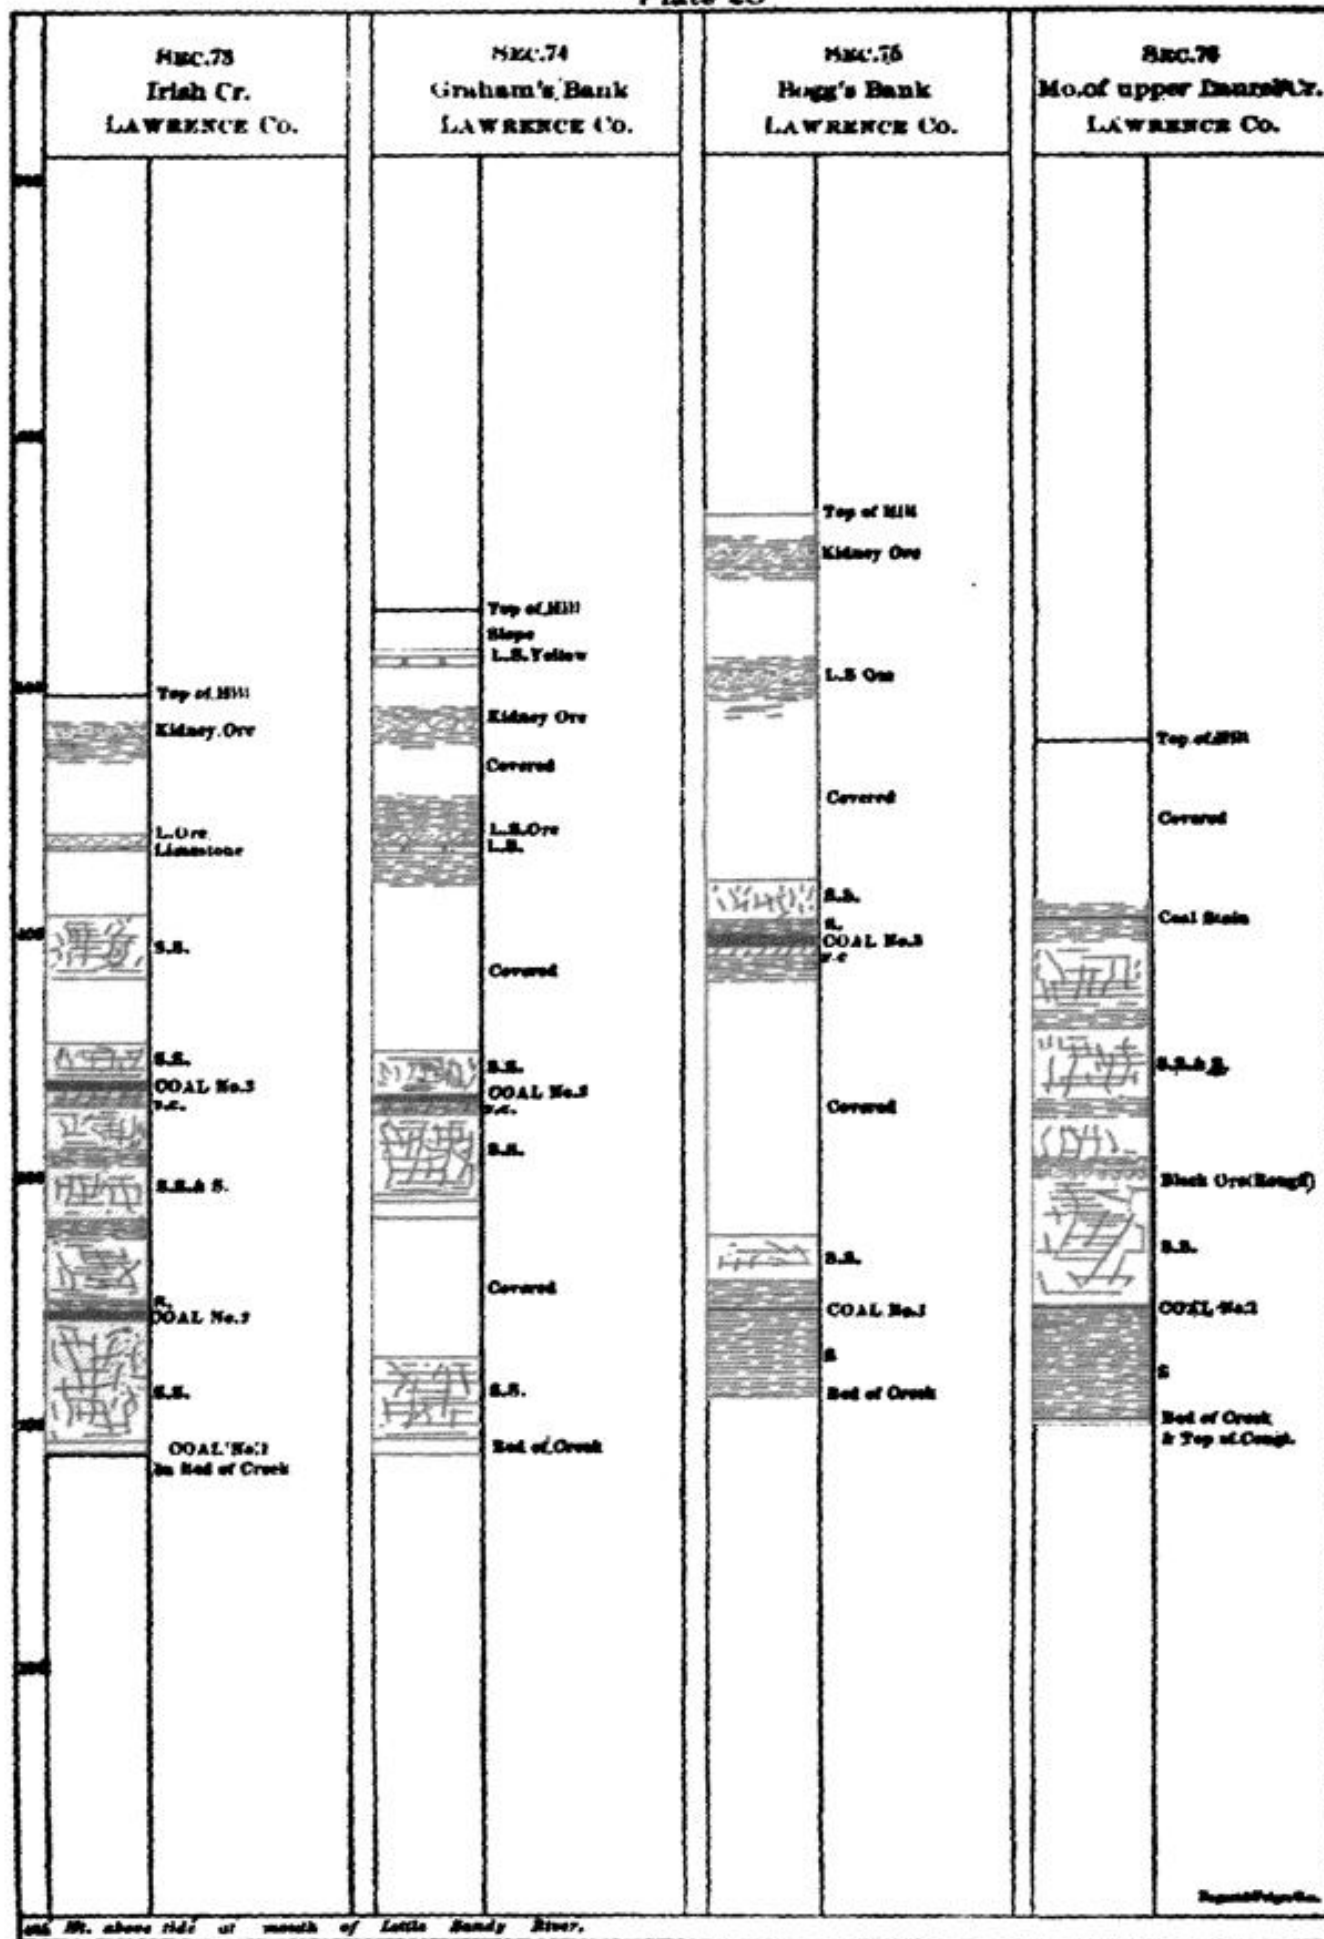 SEC.73
Irish Cr.
LAWRENCE Co.
Top of Hill
Kidney Ore
L.Ore
Limestone
S.S.
S.S.
COAL No.3
F.C.
S.S.& S.
S.
COAL No.2
S.S.
COAL No.1
In Bed of Creek
SEC.74
Graham's Bank
LAWRENCE Co.
Top of Hill
Slope
L.S.Yellow
Kidney Ore
Covered
L.S.Ore
L.S.
Covered
S.S.
COAL No.3
F.C.
S.S.
Covered
S.S.
Bed of Creek
SEC.75
Bogg's Bank
LAWRENCE Co.
Top of Hill
Kidney Ore
L.S Ore
Covered
S.S.
S.
COAL No.3
F.C
Covered
S.S.
COAL No.1
S
Bed of Creek
SEC.76
Mo.of upper Laurel Cr.
LAWRENCE Co.
Top of Hill
Covered
Coal Stain
S.S.& S.
Black Ore(Rough)
S.S.
COAL No.2
S
Bed of Creek
& Top of Congl.
Ht. above tide at mouth of Little Sandy River.